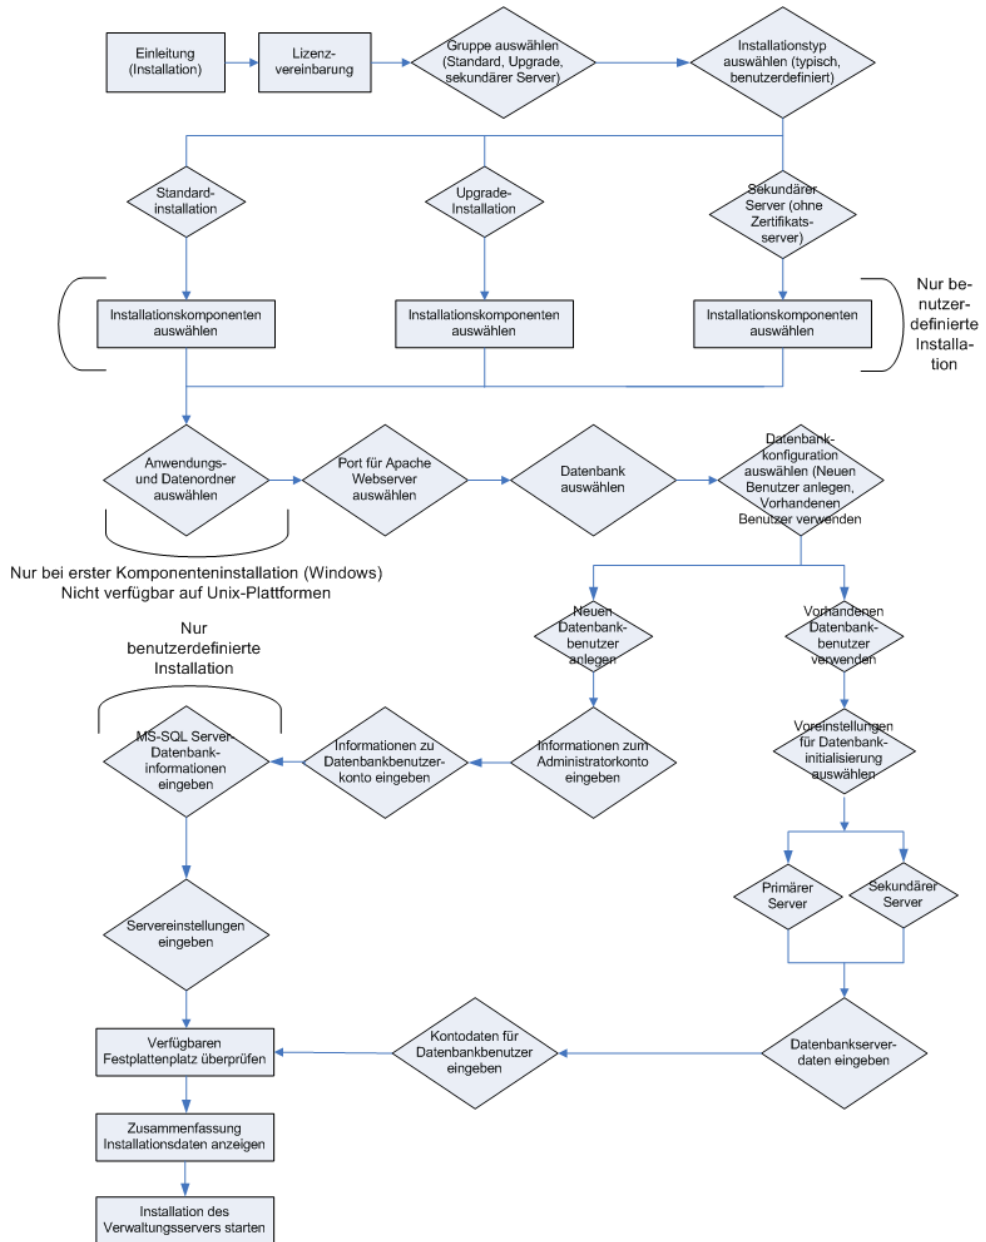 Einleitung
(Installation)
Lizenz-
vereinbarung
Gruppe auswählen
(Standard, Upgrade,
sekundärer Server)
Installationstyp
auswählen (typisch,
benutzerdefiniert)
Standard-
installation
Upgrade-
Installation
Sekundärer
Server (ohne
Zertifikats-
server)
Installationskomponenten
auswählen
Installationskomponenten
auswählen
Installationskomponenten
auswählen
Nur be-
nutzer-
definierte
Installa-
tion
Anwendungs-
und Datenordner
auswählen
Port für Apache
Webserver
auswählen
Datenbank
auswählen
Datenbank-
konfiguration
auswählen (Neuen
Benutzer anlegen,
Vorhandenen
Benutzer verwenden
Nur bei erster Komponenteninstallation (Windows)
Nicht verfügbar auf Unix-Plattformen
Neuen
Datenbank-
benutzer
anlegen
Vorhandenen
Datenbank-
benutzer
verwenden
Nur
benutzerdefinierte
Installation
MS-SQL Server-
Datenbank-
informationen
eingeben
Informationen zu
Datenbankbenutzer-
konto eingeben
Informationen zum
Administratorkonto
eingeben
Voreinstellungen
für Datenbank-
initialisierung
auswählen
Primärer
Server
Sekundärer
Server
Servereinstellungen
eingeben
Verfügbaren
Festplattenplatz überprüfen
Kontodaten für
Datenbankbenutzer
eingeben
Datenbankserver-
daten eingeben
Zusammenfassung
Installationsdaten anzeigen
Installation des
Verwaltungsservers starten